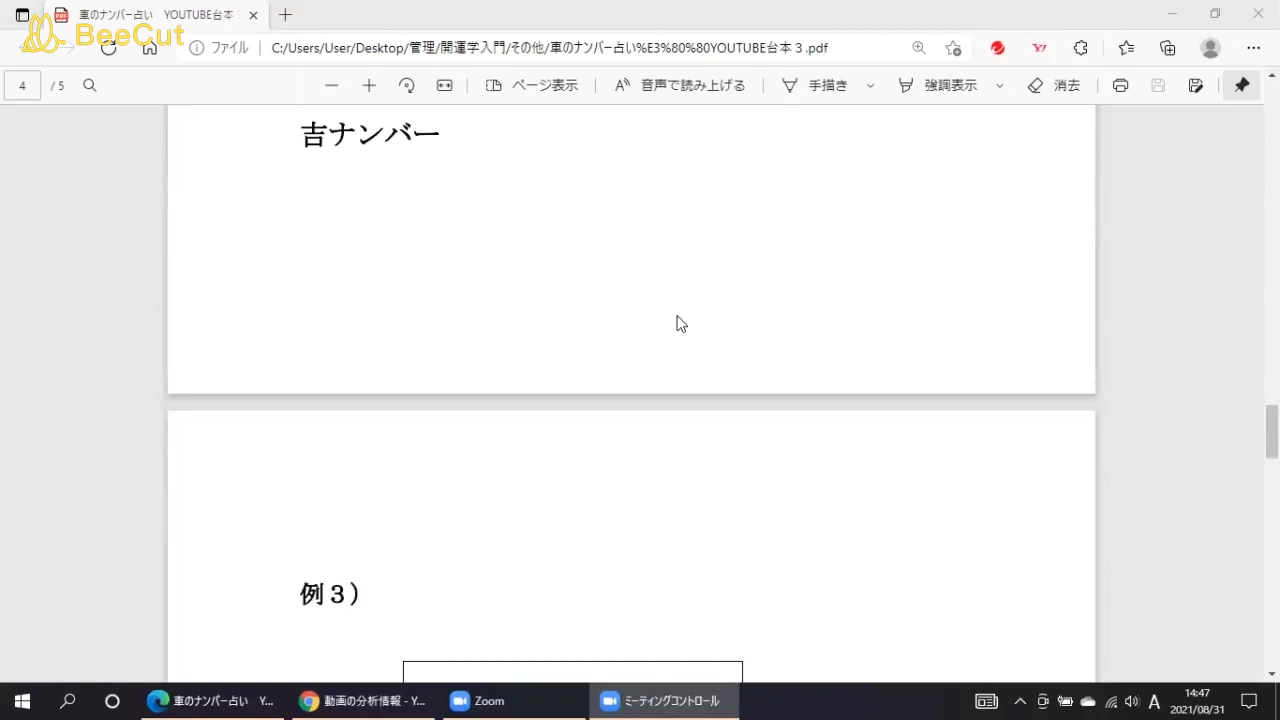 車のナンバー占い　YOUTUBE台本
BeeCut
ファイル
C:/Users/User/Desktop/管理/開運学入門/その他/車のナンバー占い%E3%80%80YOUTUBE台本３.pdf
4 / 5
ページ表示
音声で読み上げる
手描き
強調表示
消去
吉ナンバー
例３）
車のナンバー占い　Y...
動画の分析情報 - Y...
Zoom
ミーティングコントロール
A
14:47
2021/08/31